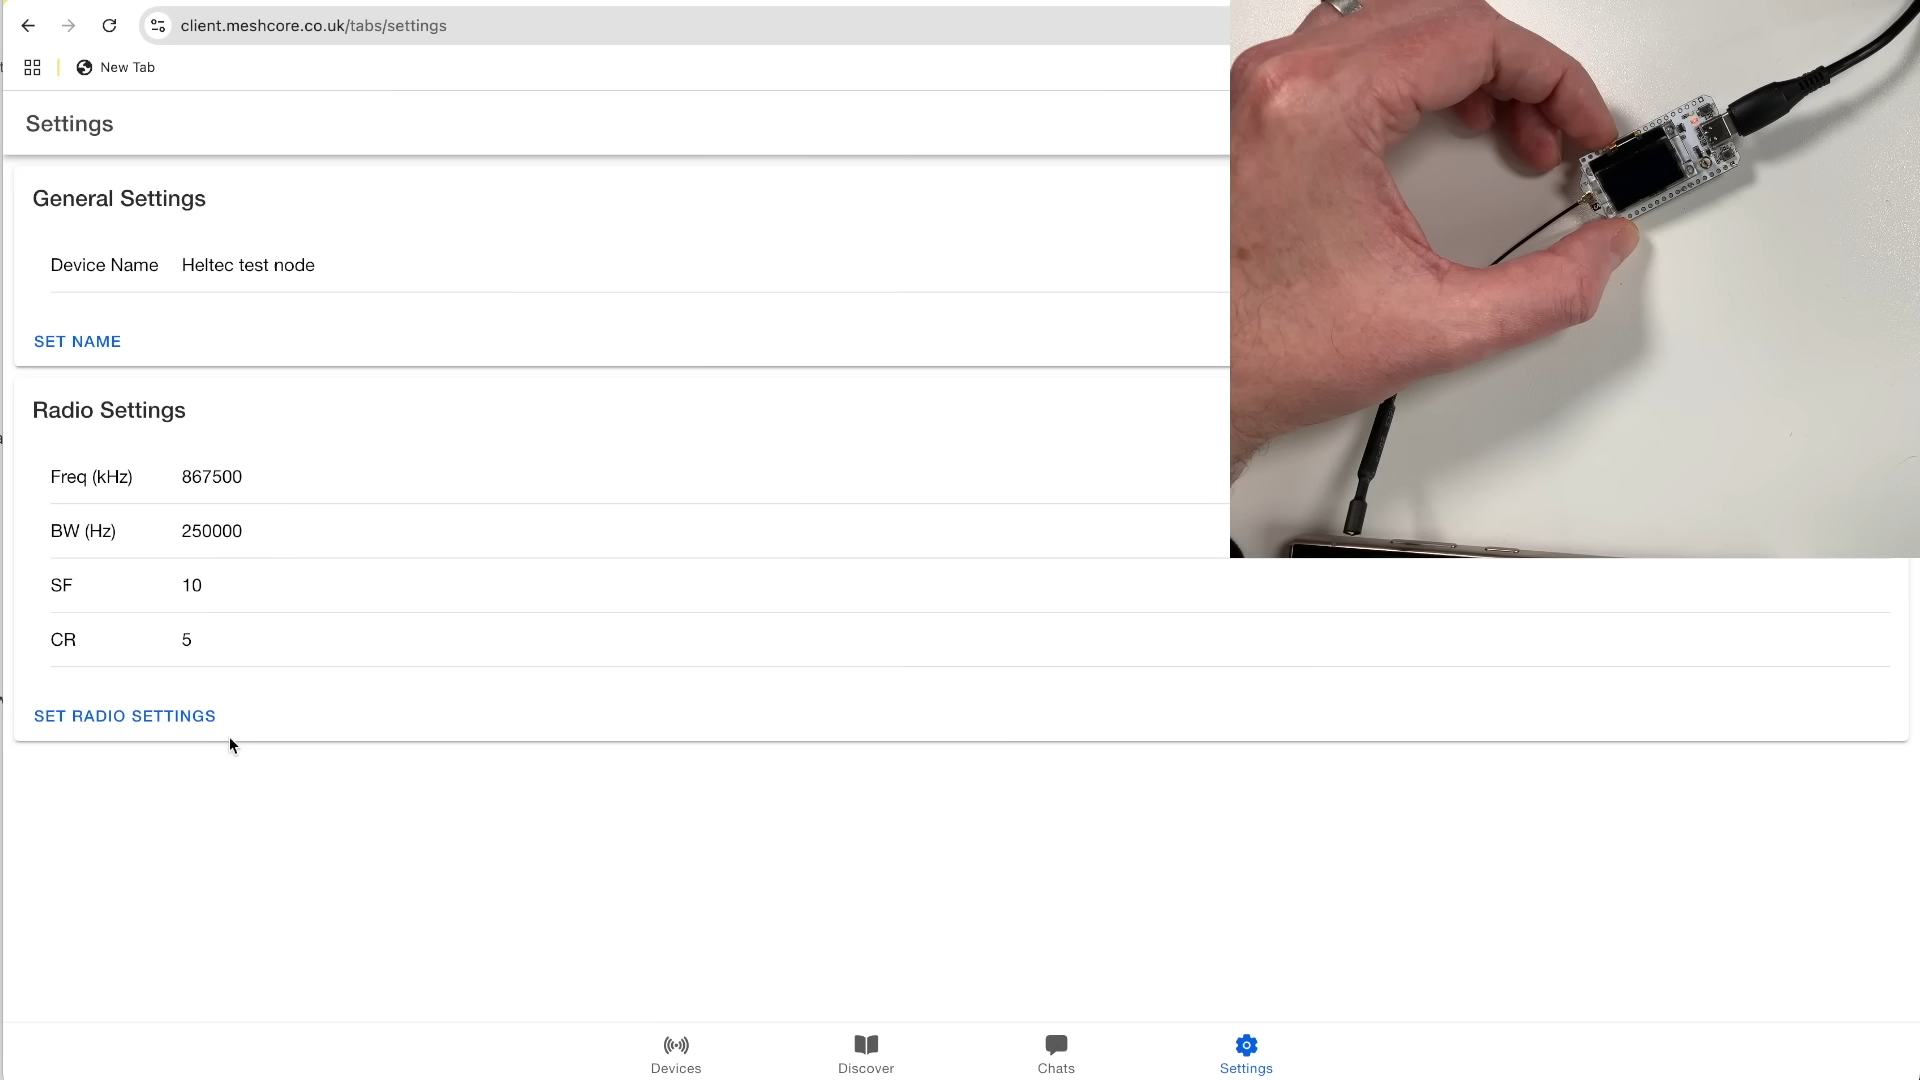 client.meshcore.co.uk/tabs/settings
New Tab
Settings
General Settings
Device Name Heltec test node
SET NAME
Radio Settings
Freq (kHz) 867500
BW (Hz) 250000
SF 10
CR 5
SET RADIO SETTINGS
Devices Discover Chats Settings